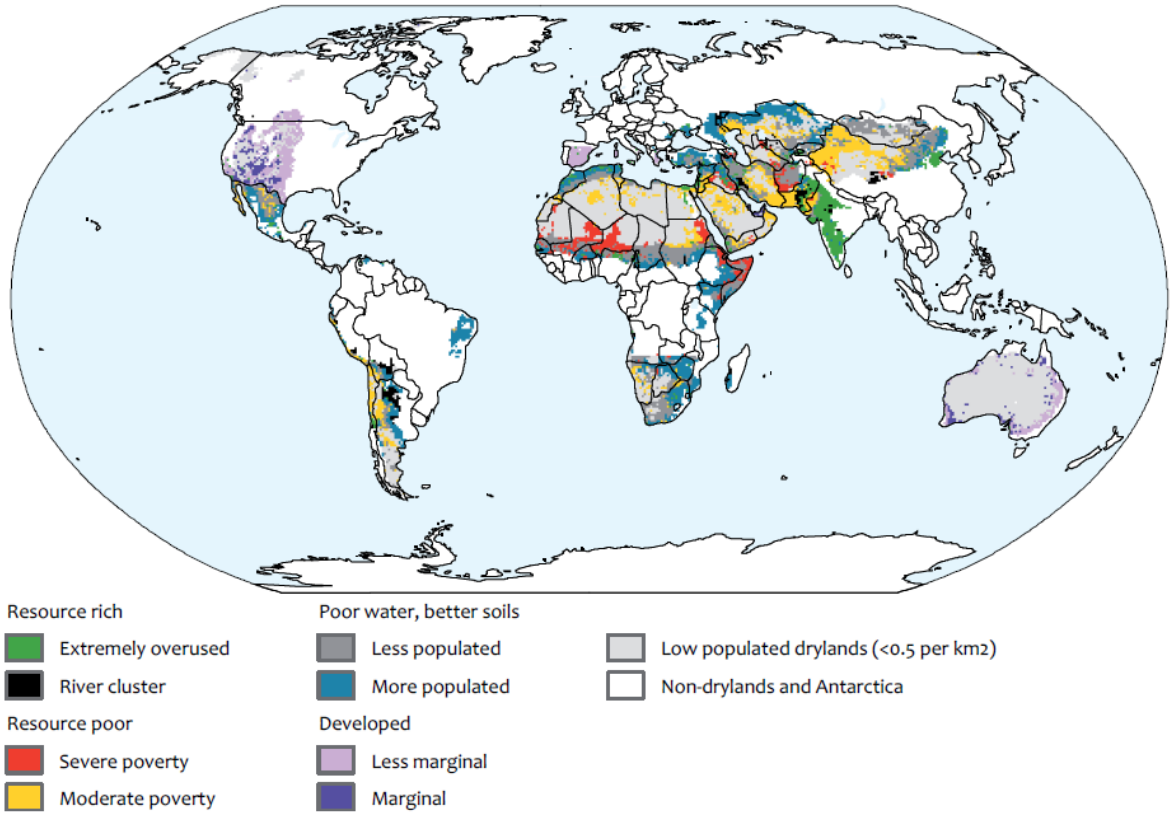 Resource rich
Extremely overused
River cluster
Resource poor
Severe poverty
Moderate poverty
Poor water, better soils
Less populated
More populated
Developed
Less marginal
Marginal
Low populated drylands (<0.5 per km2)
Non-drylands and Antarctica